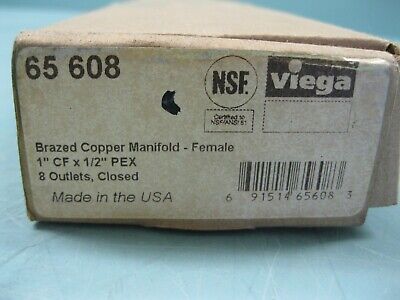 65 608
NSF.
viega
Certified to
NSF/ANSI 61
Brazed Copper Manifold - Female
1" CF x 1/2" PEX
8 Outlets, Closed
Made in the USA
6 91514 65608 3